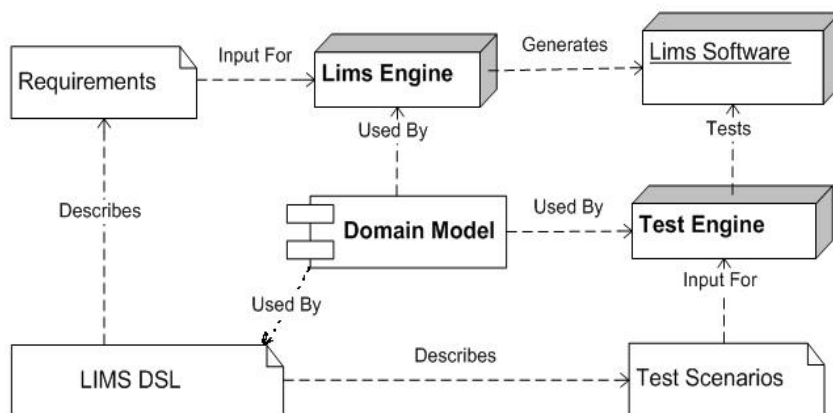 Input For
Generates
Requirements
Lims Engine
Lims Software
Used By
Tests
Describes
Domain Model
Used By
Test Engine
Used By
Input For
LIMS DSL
Describes
Test Scenarios